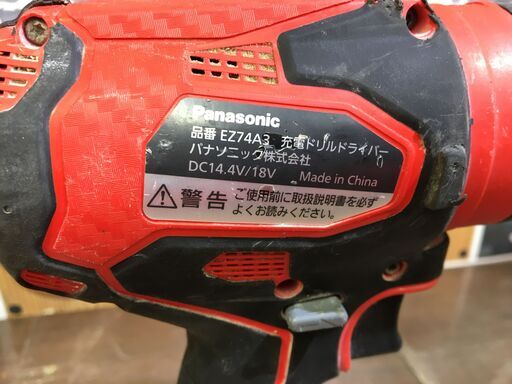 Panasonic
品番 EZ74A3 充電ドリルドライバー
パナソニック株式会社
DC14.4V/18V Made in China
警告 ご使用前に取扱説明書を必ず
よくお読みください。